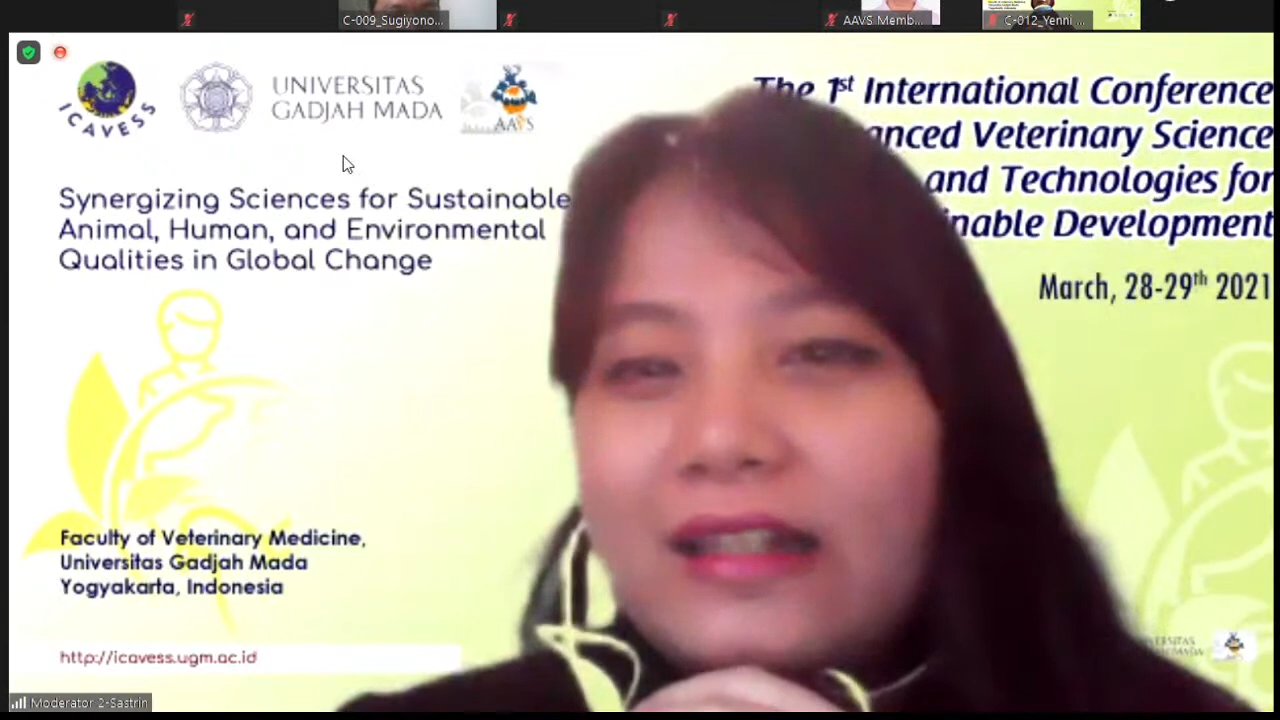 C-009_Sugiyono...
AAVS Memb...
C-012_Yenni ...
ICAVESS
UNIVERSITAS
GADJAH MADA
AAVS
The 1st International Conference
anced Veterinary Science
and Technologies for
inable Development
March, 28-29th 2021
Synergizing Sciences for Sustainable
Animal, Human, and Environmental
Qualities in Global Change
Faculty of Veterinary Medicine,
Universitas Gadjah Mada
Yogyakarta, Indonesia
http://icavess.ugm.ac.id
Moderator 2-Sastrin